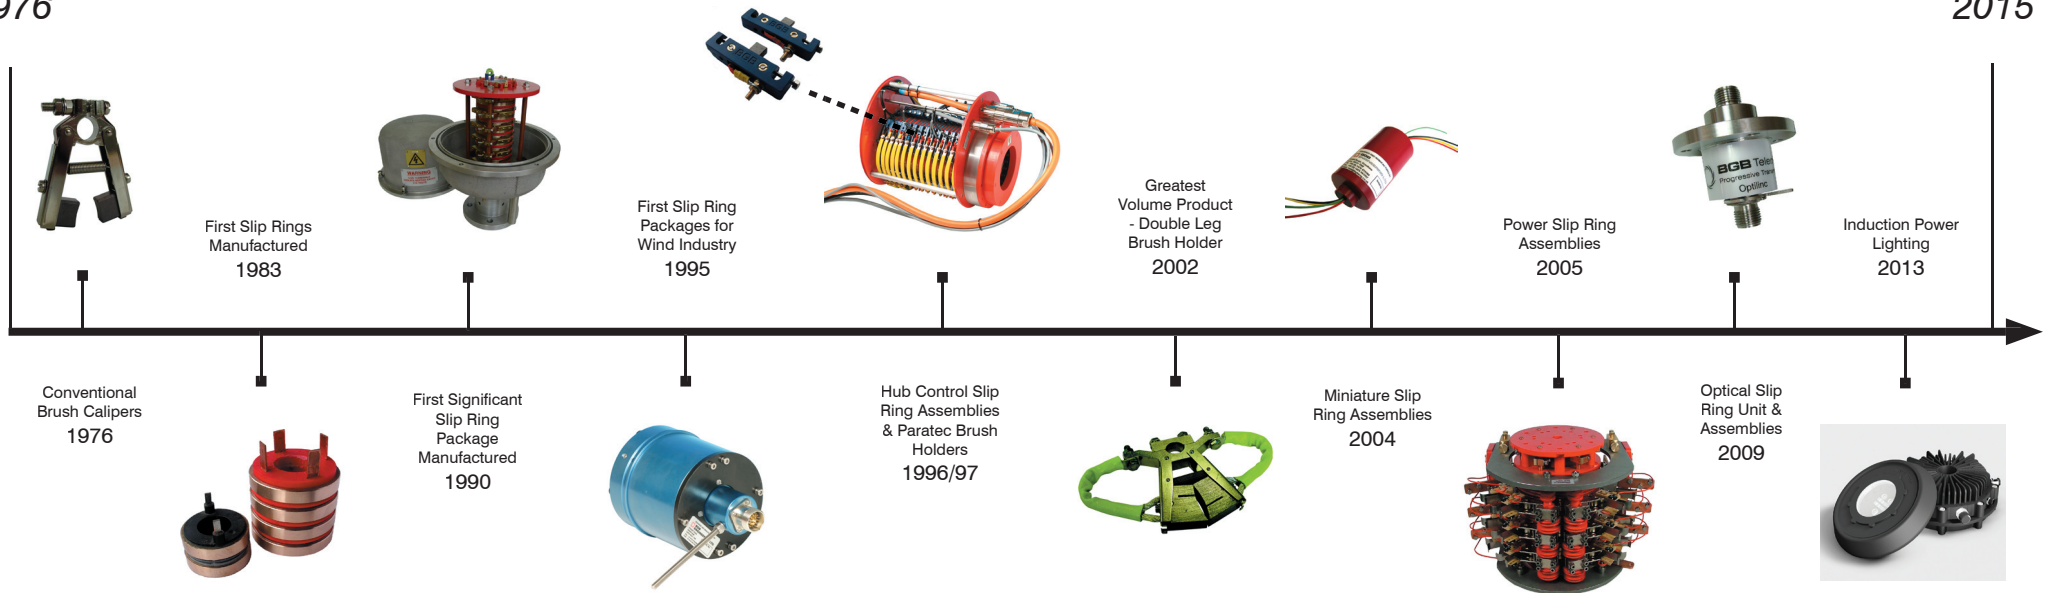 2015
First Slip Rings
Manufactured
1983
First Slip Ring
Packages for
Wind Industry
1995
Greatest
Volume Product
- Double Leg
Brush Holder
2002
Power Slip Ring
Assemblies
2005
BGB
Optilinc
Induction Power
Lighting
2013
Conventional
Brush Calipers
1976
First Significant
Slip Ring
Package
Manufactured
1990
Hub Control Slip
Ring Assemblies
& Paratec Brush
Holders
1996/97
Miniature Slip
Ring Assemblies
2004
Optical Slip
Ring Unit &
Assemblies
2009